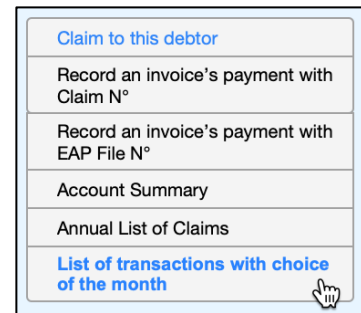 Claim to this debtor
Record an invoice’s payment with
Claim N°
Record an invoice’s payment with
EAP File N°
Account Summary
Annual List of Claims
List of transactions with choice
of the month